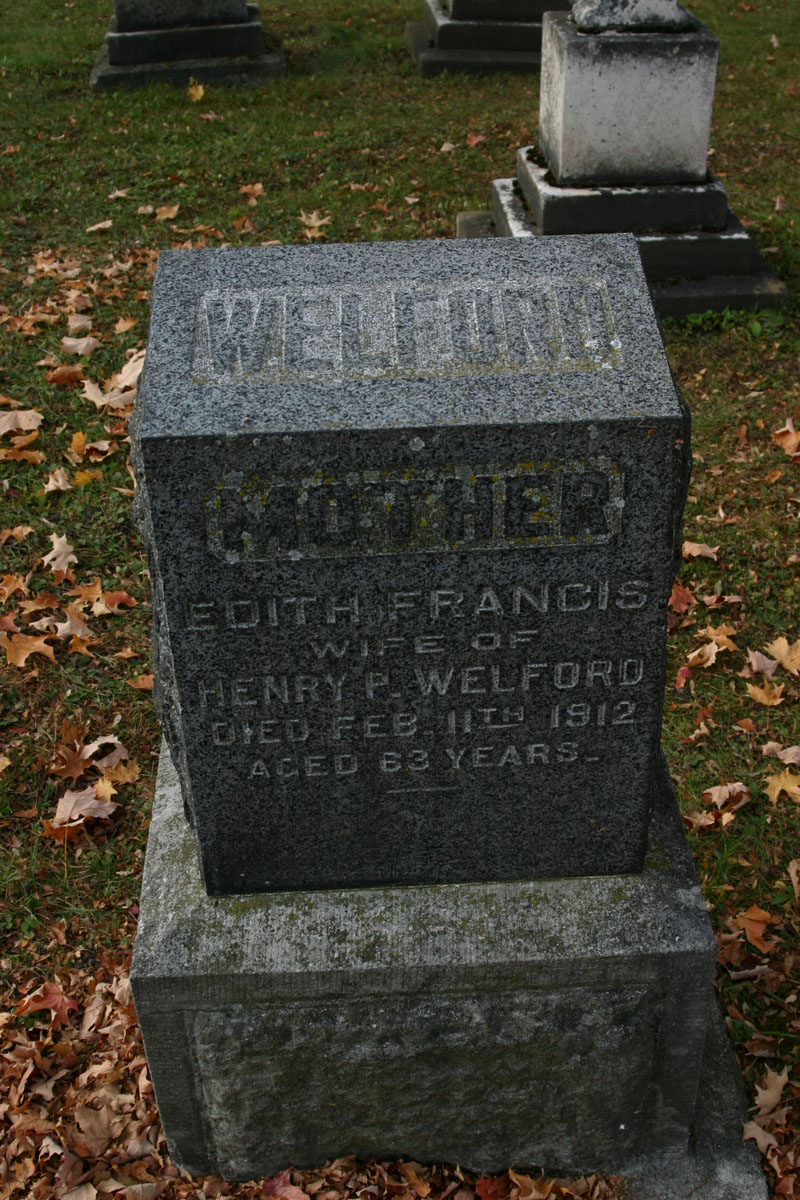 WELFORD
MOTHER
EDITH FRANCIS
WIFE OF
HENRY P. WELFORD
DIED FEB. 11TH 1912
AGED 63 YEARS.